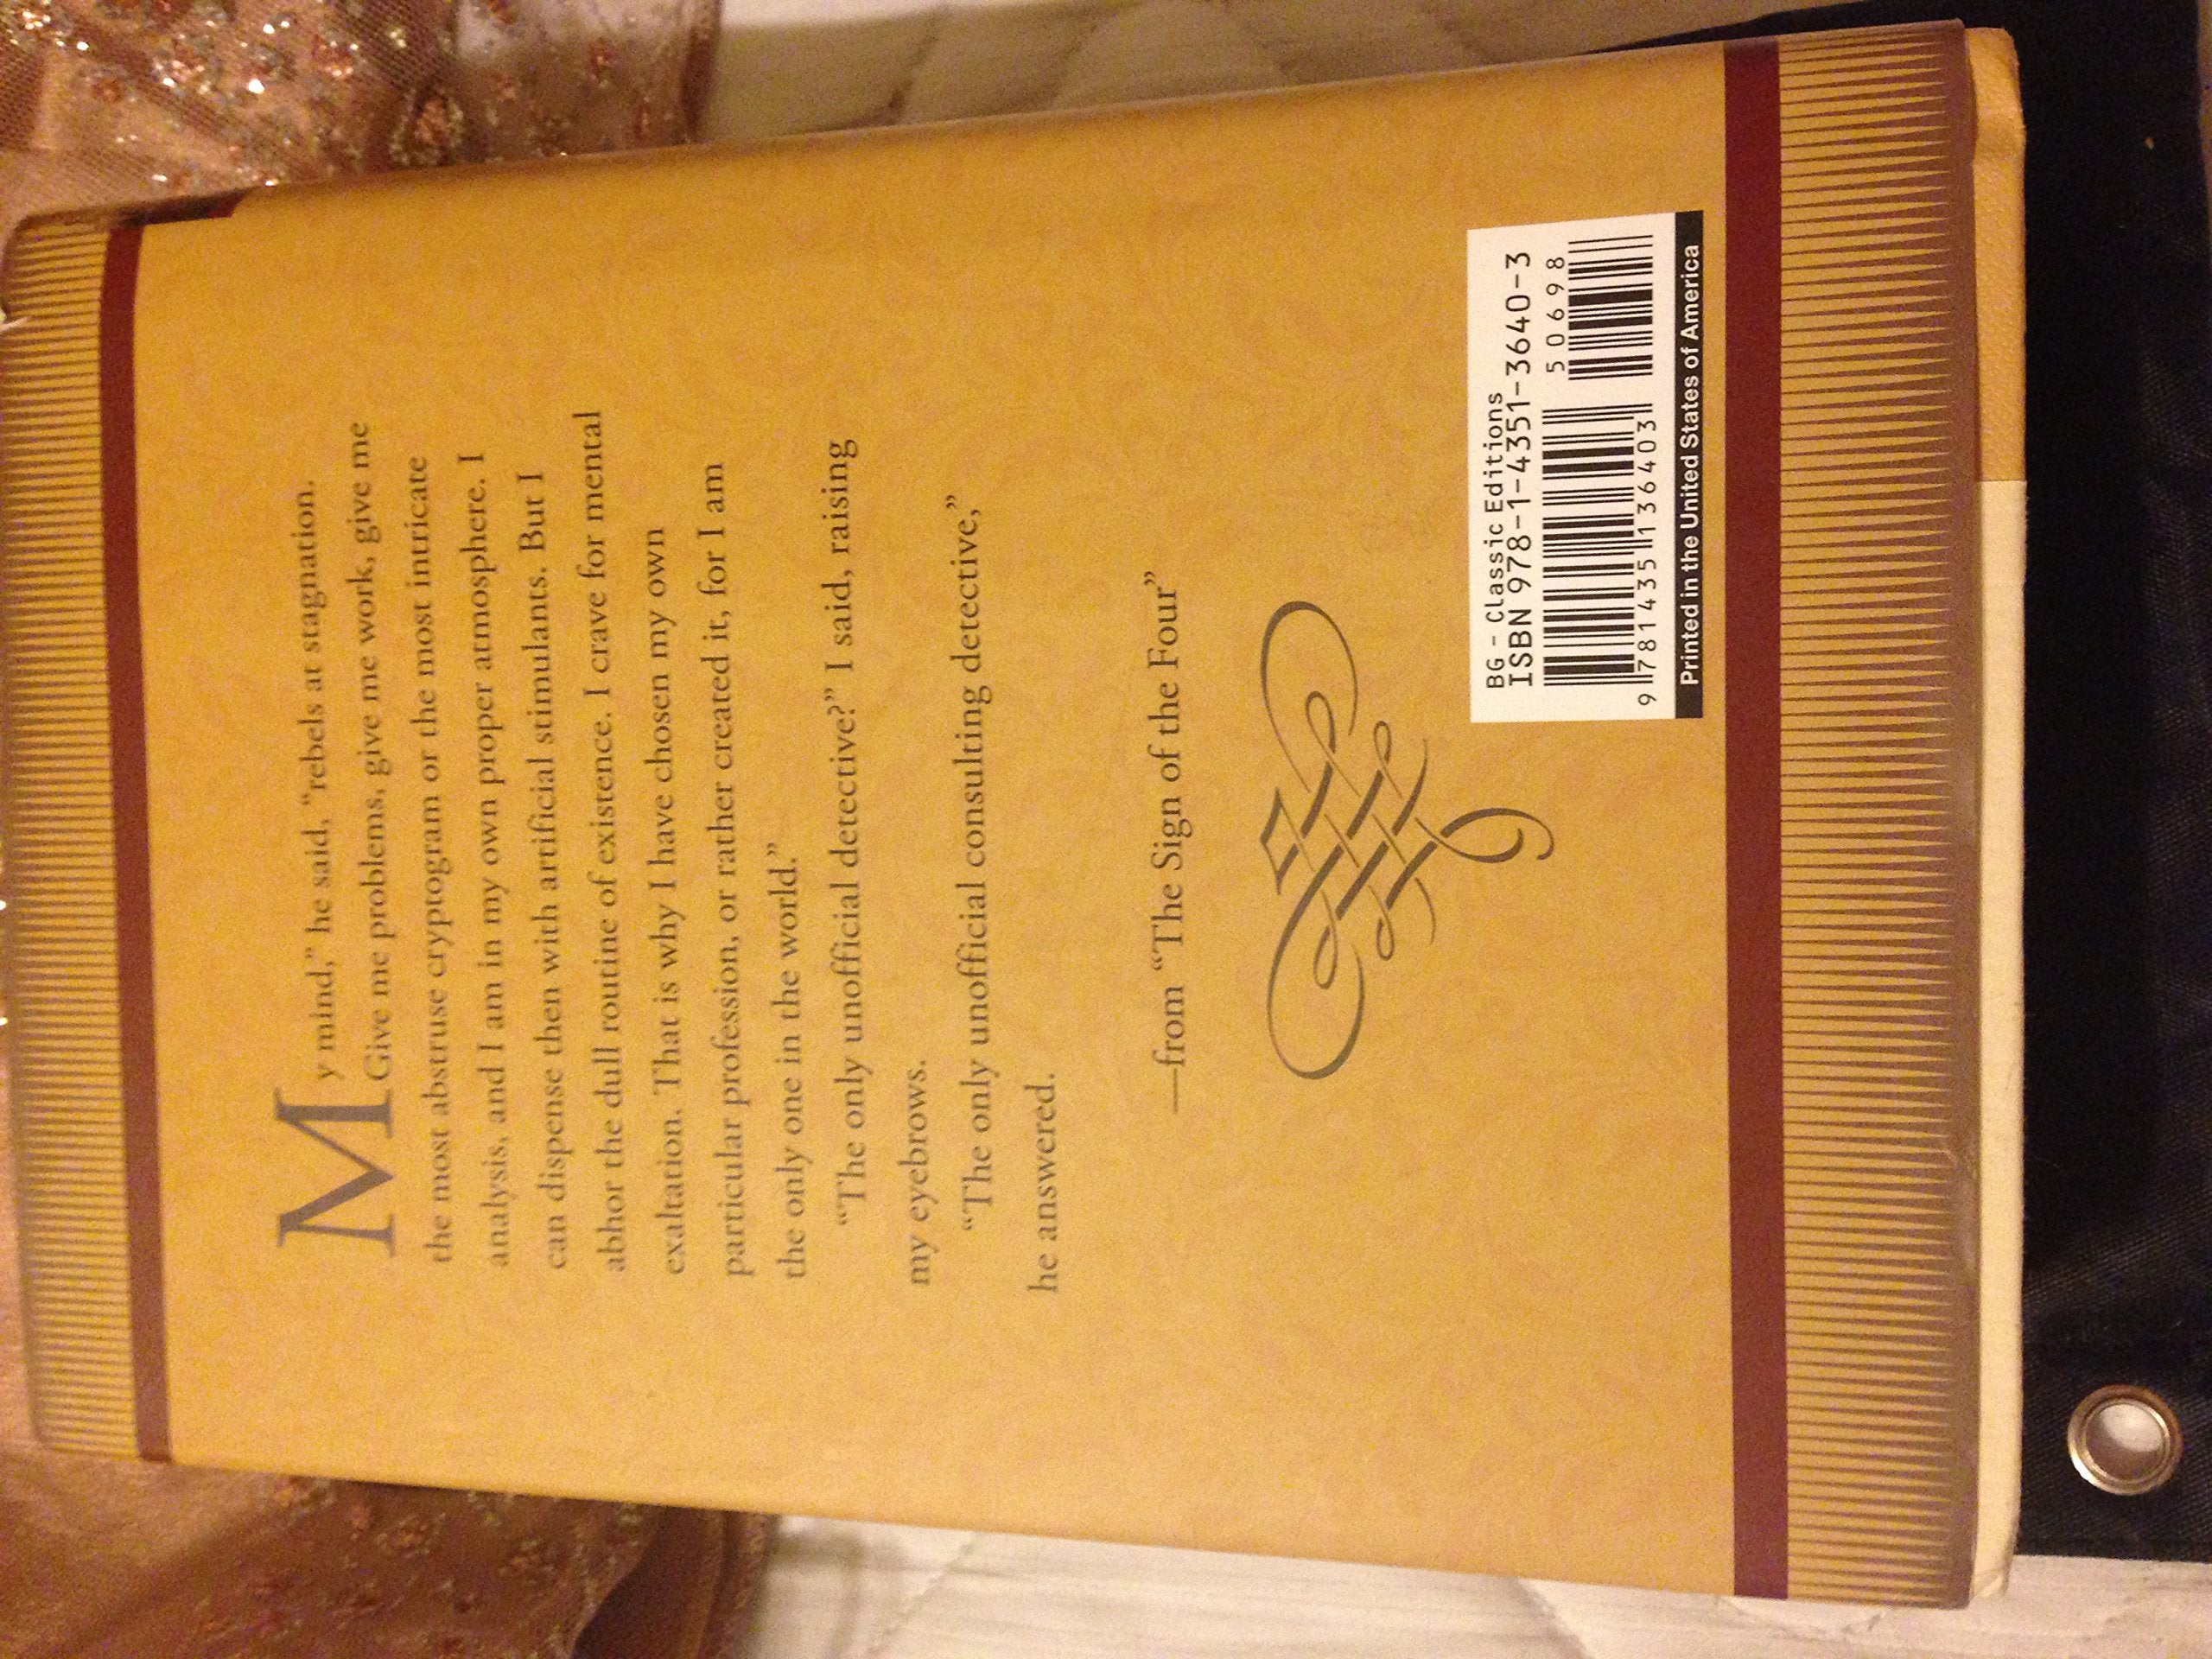 My mind," he said, "rebels at stagnation.
Give me problems, give me work, give me
the most abstruse cryptogram or the most intricate
analysis, and I am in my own proper atmosphere. I
can dispense then with artificial stimulants. But I
abhor the dull routine of existence. I crave for mental
exaltation. That is why I have chosen my own
particular profession, or rather created it, for I am
the only one in the world."
"The only unofficial detective?" I said, raising
my eyebrows.
"The only unofficial consulting detective,"
he answered.
—from "The Sign of the Four"
BG - Classic Editions
ISBN 978-1-4351-3640-3
50698
9 781435 136403
Printed in the United States of America